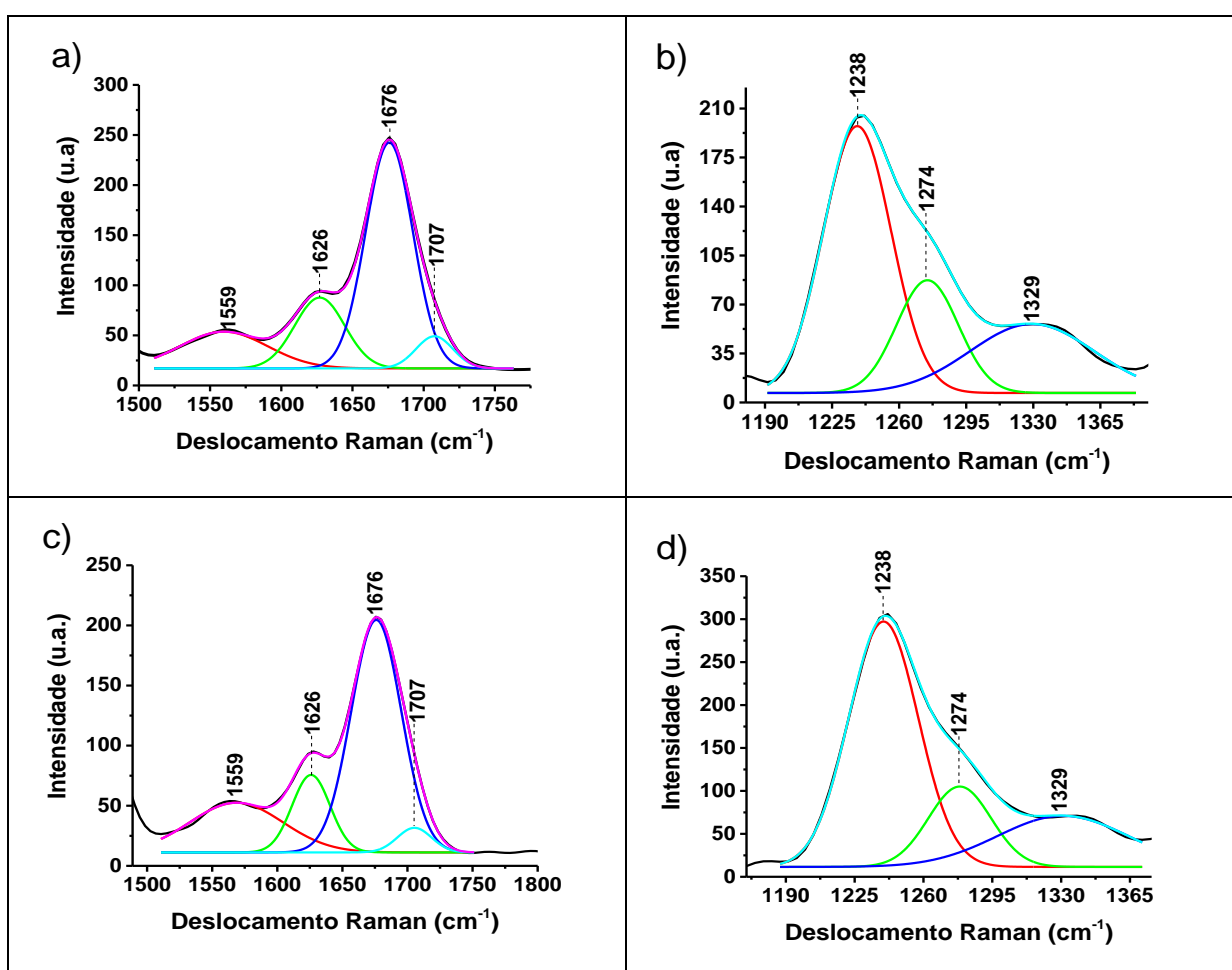 a)
1676
1626
1707
1559
Intensidade (u.a)
300
250
200
150
100
50
0
1500 1550 1600 1650 1700 1750
Deslocamento Raman (cm-1)
b)
1238
1274
1329
Intensidade (u.a)
210
175
140
105
70
35
0
1190 1225 1260 1295 1330 1365
Deslocamento Raman (cm-1)
c)
1676
1626
1707
1559
Intensidade (u.a.)
250
200
150
100
50
0
1500 1550 1600 1650 1700 1750 1800
Deslocamento Raman (cm-1)
d)
1238
1274
1329
Intensidade (u.a.)
350
300
250
200
150
100
50
0
1190 1225 1260 1295 1330 1365
Deslocamento Raman (cm-1)